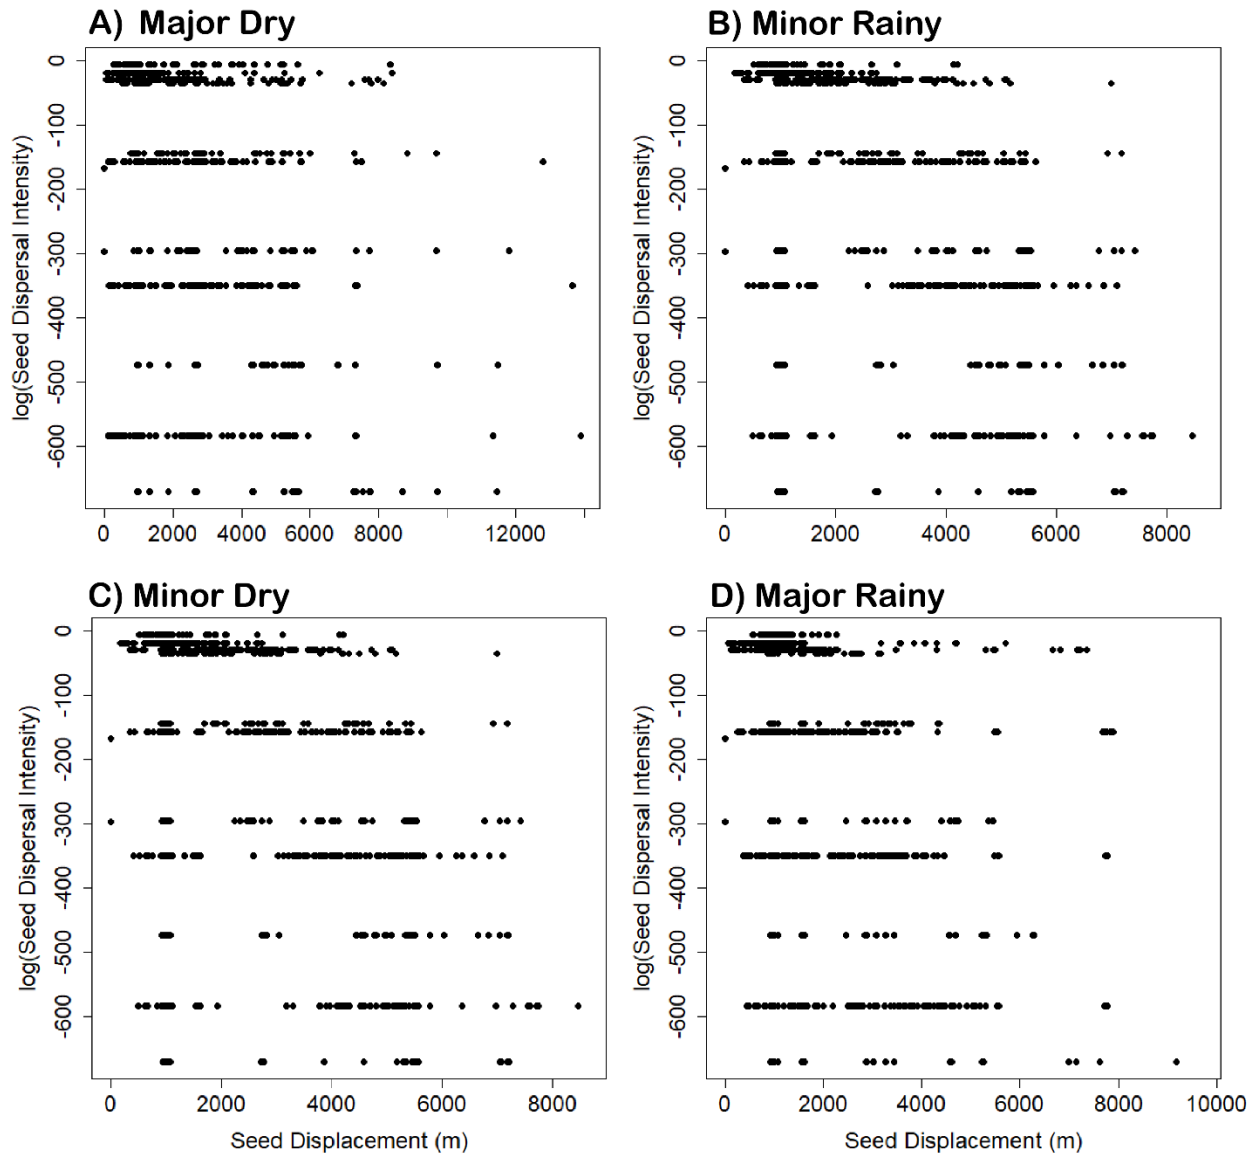 A) Major Dry
B) Minor Rainy
0
-100
-200
-300
-400
-500
-600
log(Seed Dispersal Intensity)
0 2000 4000 6000 8000 12000
0
-100
-200
-300
-400
-500
-600
log(Seed Dispersal Intensity)
0 2000 4000 6000 8000
C) Minor Dry
D) Major Rainy
0
-100
-200
-300
-400
-500
-600
log(Seed Dispersal Intensity)
0 2000 4000 6000 8000
Seed Displacement (m)
0
-100
-200
-300
-400
-500
-600
log(Seed Dispersal Intensity)
0 2000 4000 6000 8000 10000
Seed Displacement (m)